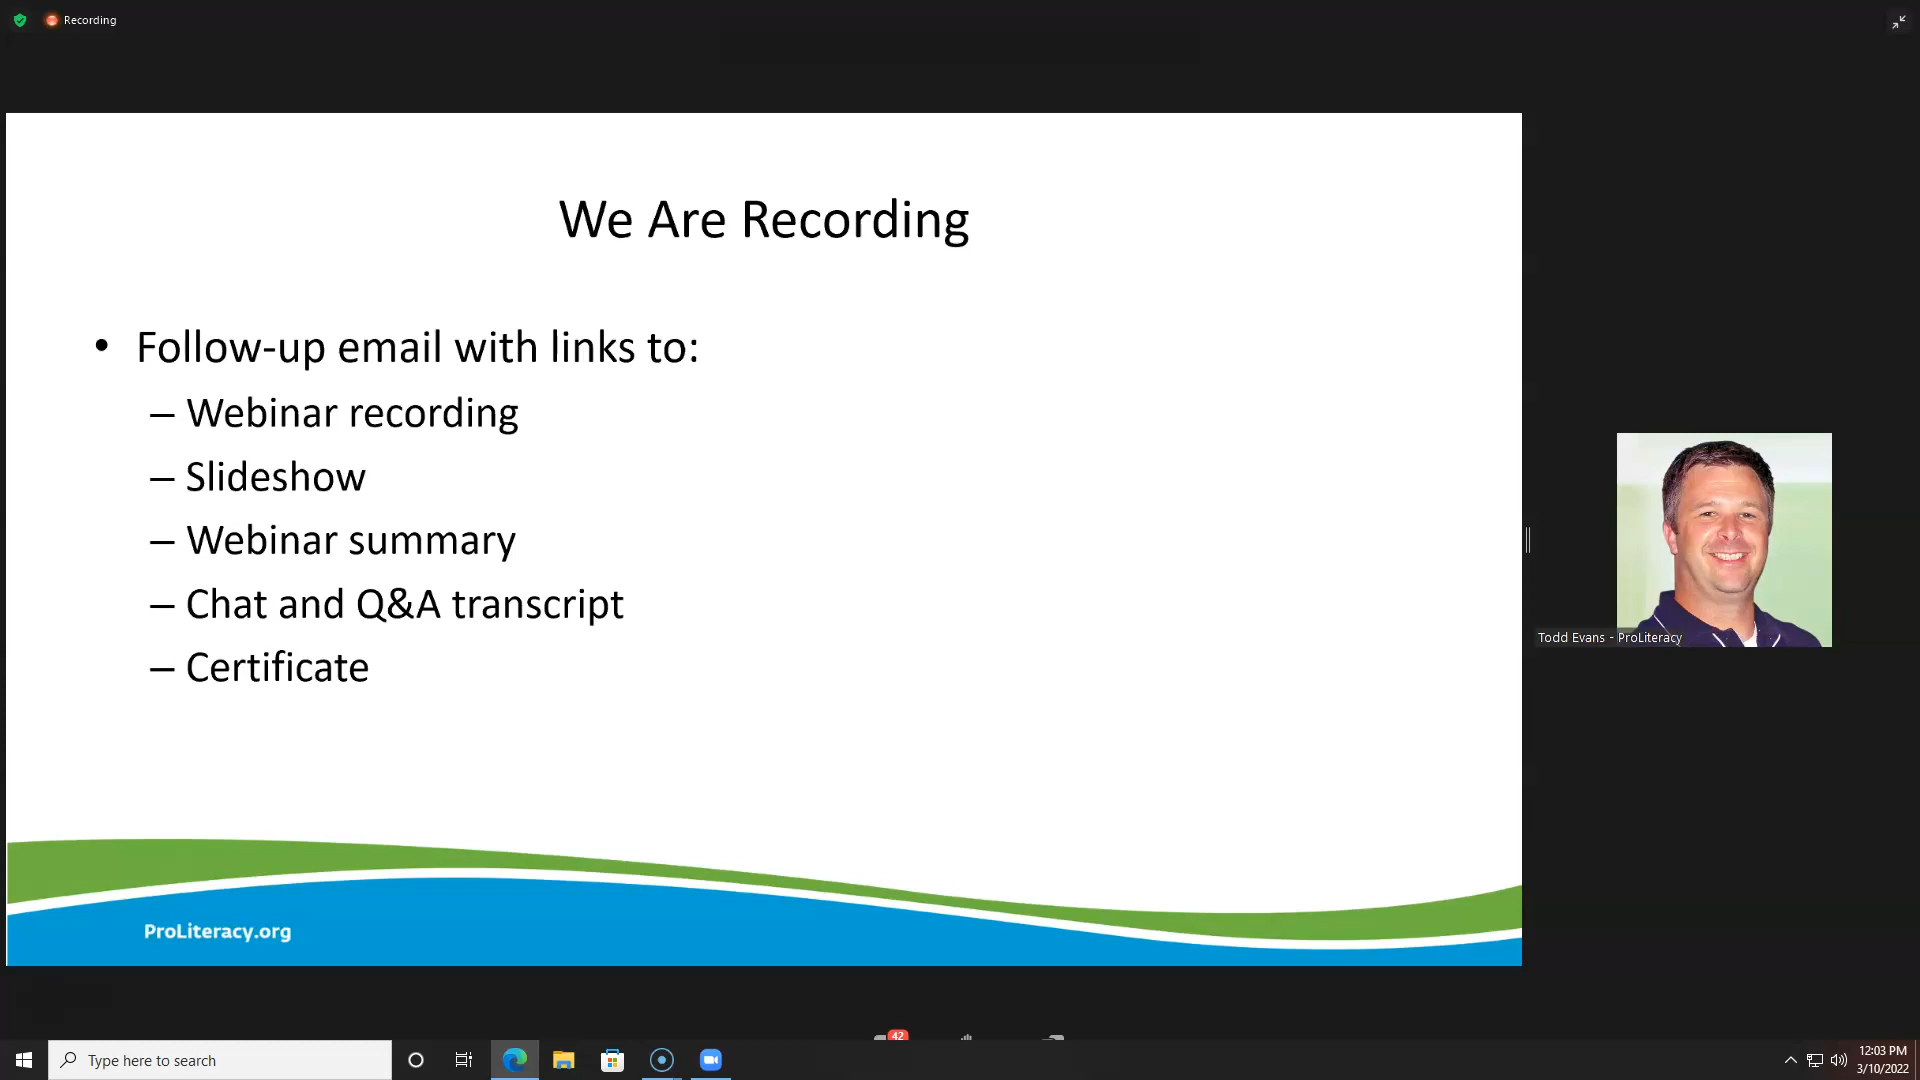 Recording
We Are Recording
• Follow-up email with links to:
– Webinar recording
– Slideshow
– Webinar summary
– Chat and Q&A transcript
– Certificate
ProLiteracy.org
Todd Evans - ProLiteracy
42
Type here to search
12:03 PM
3/10/2022